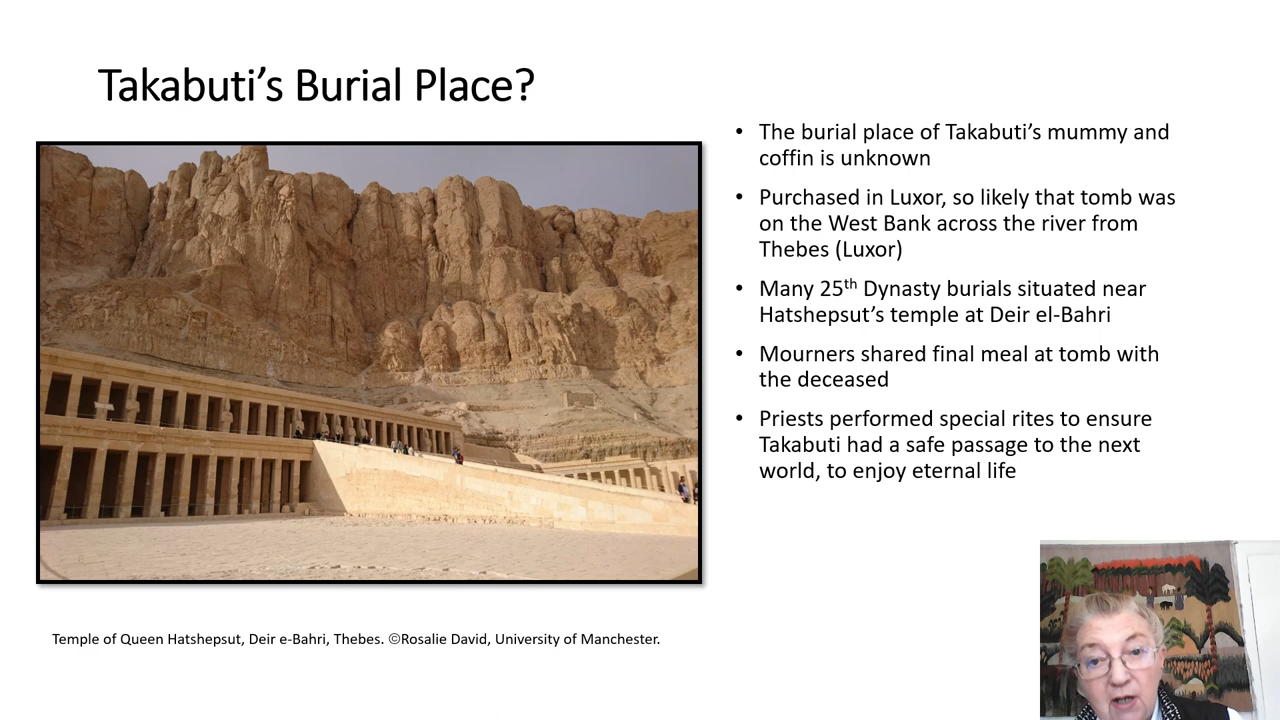 Takabuti’s Burial Place?
• The burial place of Takabuti’s mummy and
coffin is unknown
• Purchased in Luxor, so likely that tomb was
on the West Bank across the river from
Thebes (Luxor)
• Many 25th Dynasty burials situated near
Hatshepsut’s temple at Deir el-Bahri
• Mourners shared final meal at tomb with
the deceased
• Priests performed special rites to ensure
Takabuti had a safe passage to the next
world, to enjoy eternal life
Temple of Queen Hatshepsut, Deir e-Bahri, Thebes. ©Rosalie David, University of Manchester.